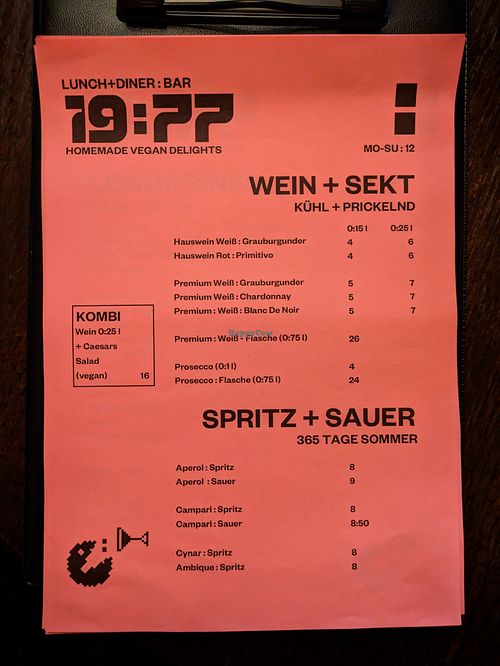 LUNCH+DINER : BAR
19:77
HOMEMADE VEGAN DELIGHTS
MO-SU : 12
WEIN + SEKT
KÜHL + PRICKELND
0:15 l 0:25 l
Hauswein Weiß : Grauburgunder 4 6
Hauswein Rot : Primitivo 4 6
Premium Weiß : Grauburgunder 5 7
Premium Weiß : Chardonnay 5 7
Premium : Weiß : Blanc De Noir 5 7
Premium : Weiß - Flasche (0:75 l) 26
Prosecco (0:1 l) 4
Prosecco : Flasche (0:75 l) 24
KOMBI
Wein 0:25 l
+ Caesars
Salad
(vegan) 16
HappyCow
SPRITZ + SAUER
365 TAGE SOMMER
Aperol : Spritz 8
Aperol : Sauer 9
Campari : Spritz 8
Campari : Sauer 8:50
Cynar : Spritz 8
Ambique : Spritz 8